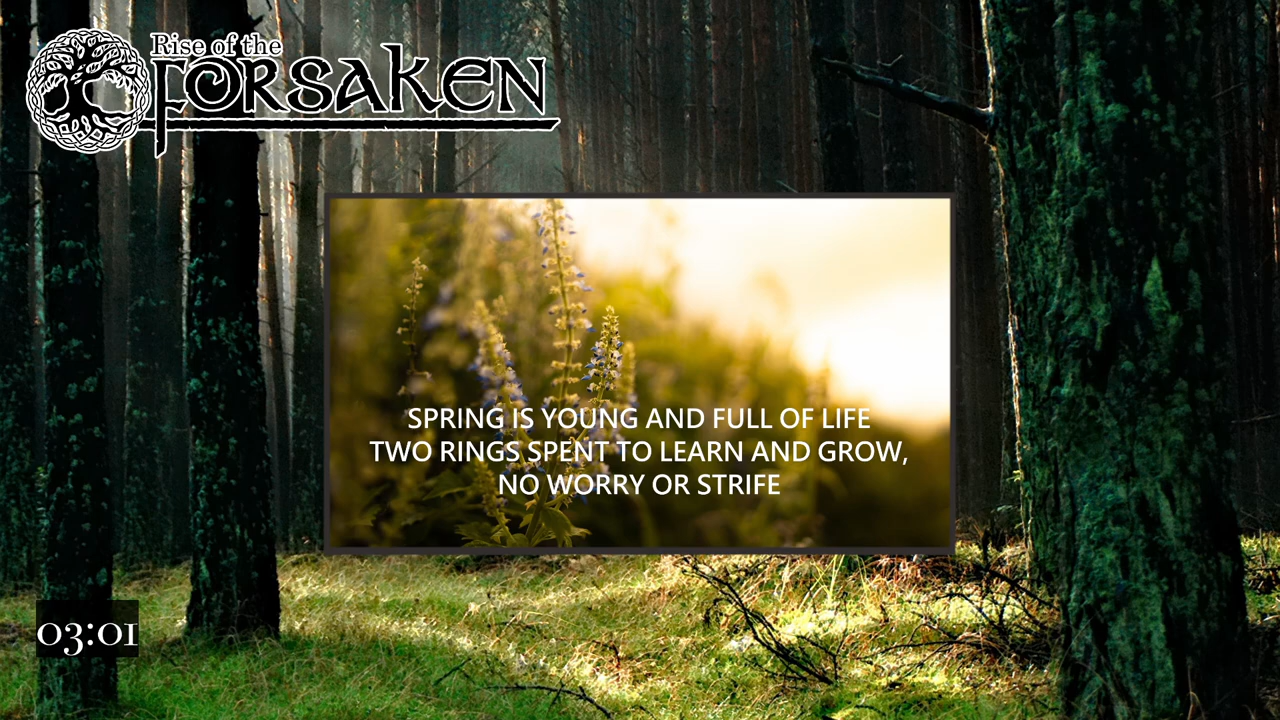 Rise of the
FORSAKEN
SPRING IS YOUNG AND FULL OF LIFE
TWO RINGS SPENT TO LEARN AND GROW,
NO WORRY OR STRIFE
03:01